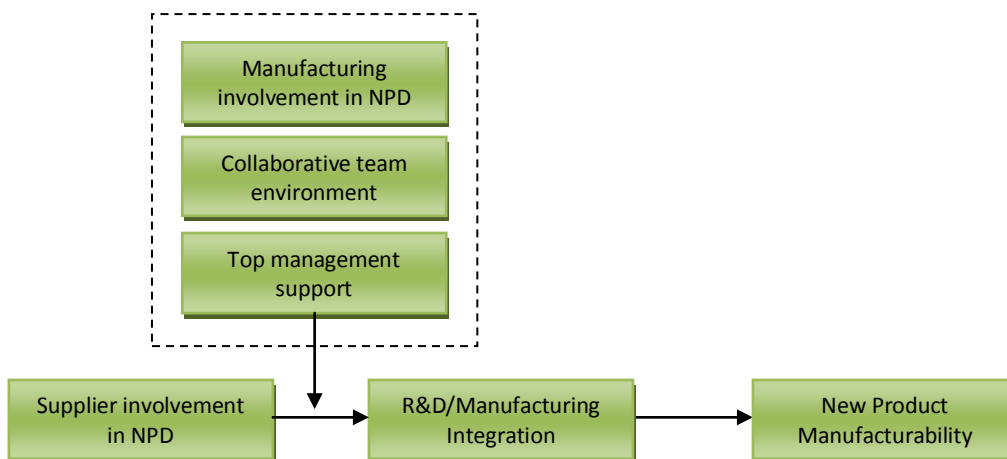 Manufacturing
involvement in NPD
Collaborative team
environment
Top management
support
Supplier involvement
in NPD
R&D/Manufacturing
Integration
New Product
Manufacturability